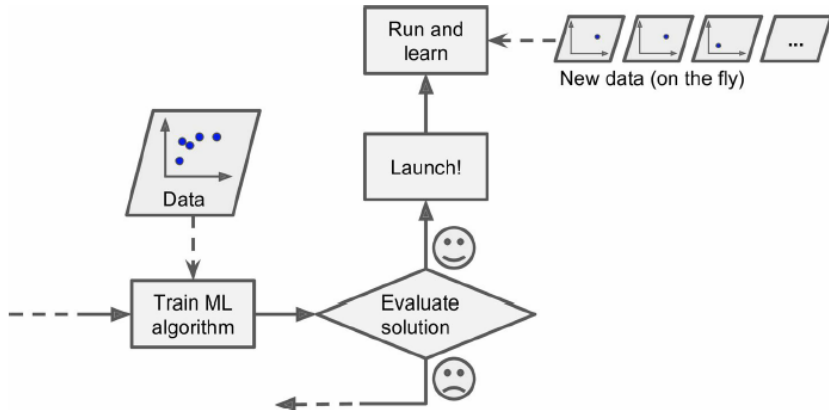 Run and
learn
...
New data (on the fly)
Launch!
Data
Train ML
algorithm
Evaluate
solution